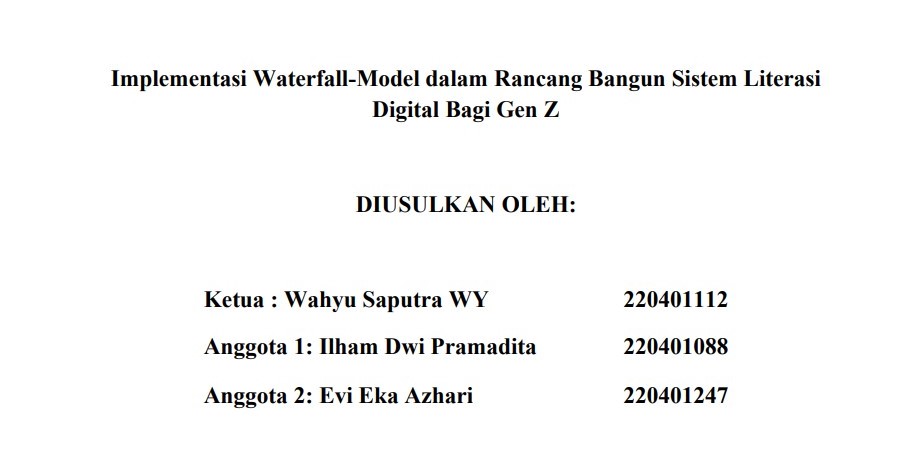 Implementasi Waterfall-Model dalam Rancang Bangun Sistem Literasi
Digital Bagi Gen Z
DIUSULKAN OLEH:
Ketua : Wahyu Saputra WY 220401112
Anggota 1: Ilham Dwi Pramadita 220401088
Anggota 2: Evi Eka Azhari 220401247